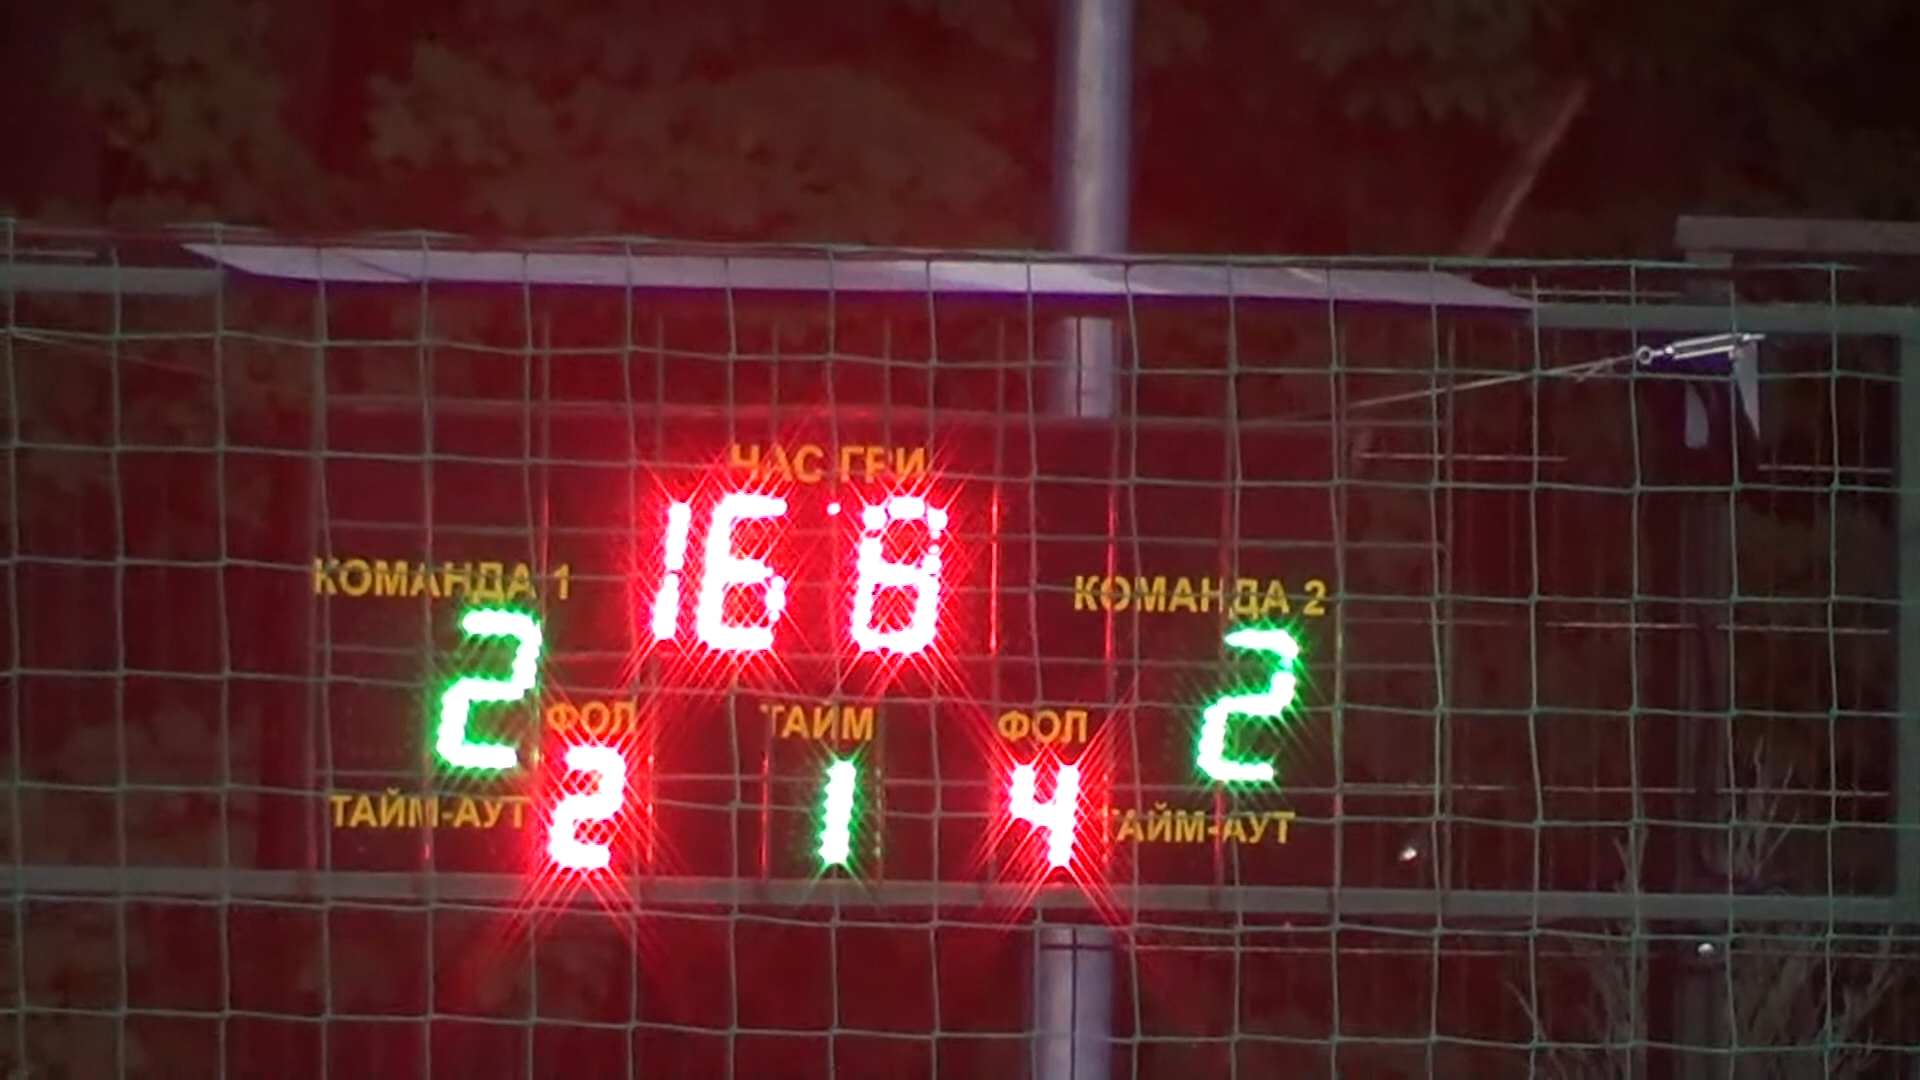 ЧАС ГРИ
16 8
КОМАНДА 1
КОМАНДА 2
2
2
ФОЛ
ТАЙМ
ФОЛ
ТАЙМ-АУТ
2
1
4
ТАЙМ-АУТ